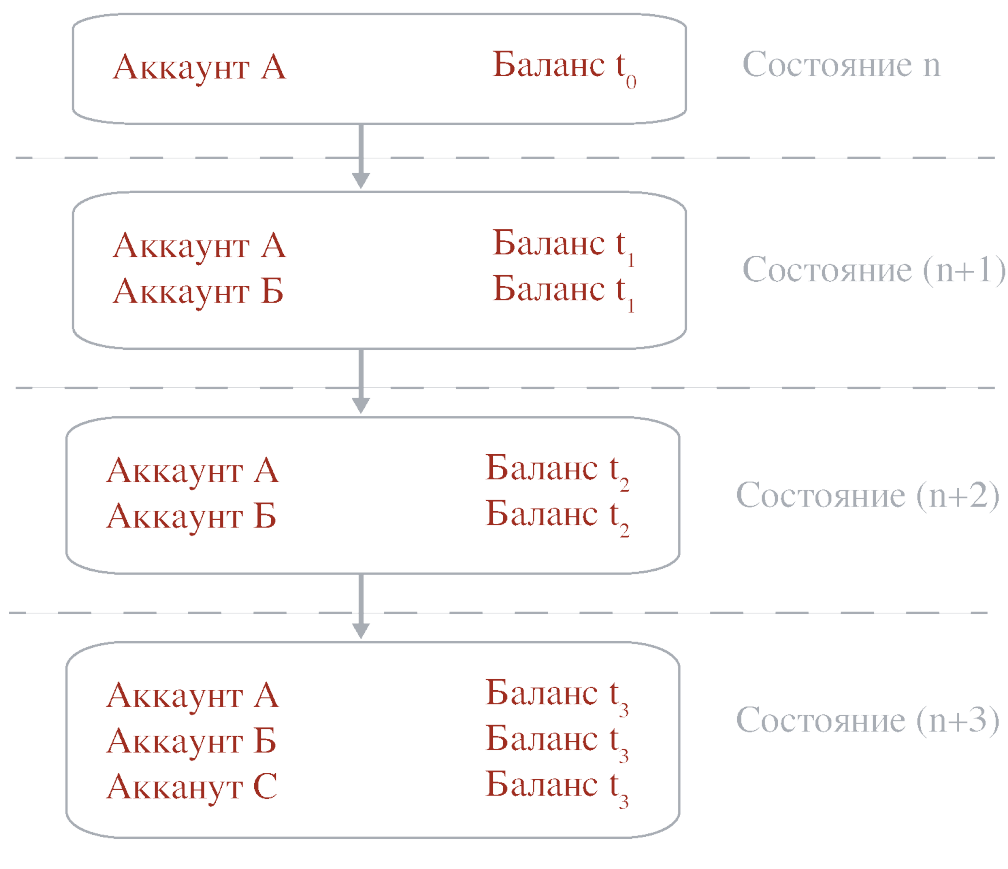 Аккаунт А Баланс t₀ Состояние n
Аккаунт А Баланс t₁
Аккаунт Б Баланс t₁
Состояние (n+1)
Аккаунт А Баланс t₂
Аккаунт Б Баланс t₂
Состояние (n+2)
Аккаунт А Баланс t₃
Аккаунт Б Баланс t₃
Акканут С Баланс t₃
Состояние (n+3)